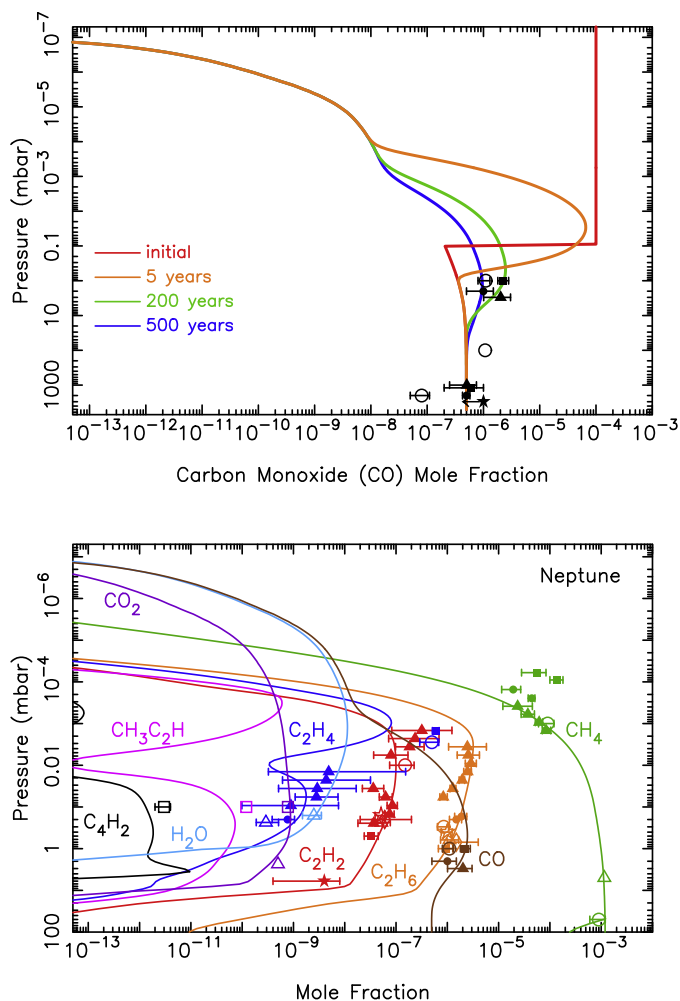 10⁻⁷
10⁻⁵
10⁻³
0.1
10
1000
Pressure (mbar)
initial
5 years
200 years
500 years
10⁻¹³ 10⁻¹² 10⁻¹¹ 10⁻¹⁰ 10⁻⁹ 10⁻⁸ 10⁻⁷ 10⁻⁶ 10⁻⁵ 10⁻⁴ 10⁻³
Carbon Monoxide (CO) Mole Fraction
Neptune
10⁻⁶
10⁻⁴
0.01
1
100
Pressure (mbar)
CO₂
CH₃C₂H
C₂H₄
CH₄
C₄H₂
H₂O
C₂H₂
C₂H₆
CO
10⁻¹³ 10⁻¹¹ 10⁻⁹ 10⁻⁷ 10⁻⁵ 10⁻³
Mole Fraction